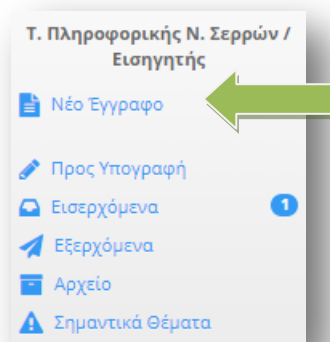 Τ. Πληροφορικής Ν. Σερρών /
Εισηγητής
Νέο Έγγραφο
Προς Υπογραφή
Εισερχόμενα 1
Εξερχόμενα
Αρχείο
Σημαντικά Θέματα